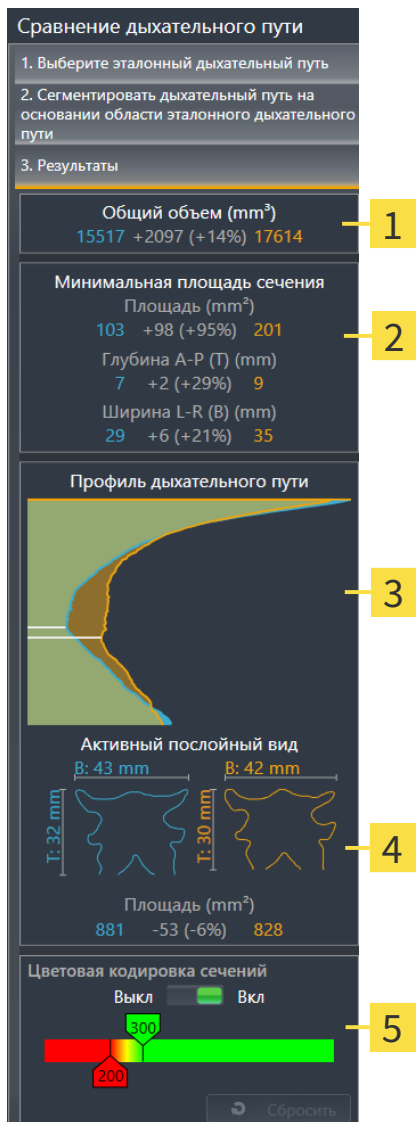 Сравнение дыхательного пути
1. Выберите эталонный дыхательный путь
2. Сегментировать дыхательный путь на
основании области эталонного дыхательного
пути
3. Результаты
Общий объем (mm³)
15517 +2097 (+14%) 17614
1
Минимальная площадь сечения
Площадь (mm²)
103 +98 (+95%) 201
2
Глубина A-P (T) (mm)
7 +2 (+29%) 9
Ширина L-R (B) (mm)
29 +6 (+21%) 35
Профиль дыхательного пути
3
Активный послойный вид
B: 43 mm B: 42 mm
T: 32 mm T: 30 mm
4
Площадь (mm²)
881 -53 (-6%) 828
Цветовая кодировка сечений
Выкл Вкл
5
300
200
Сбросить